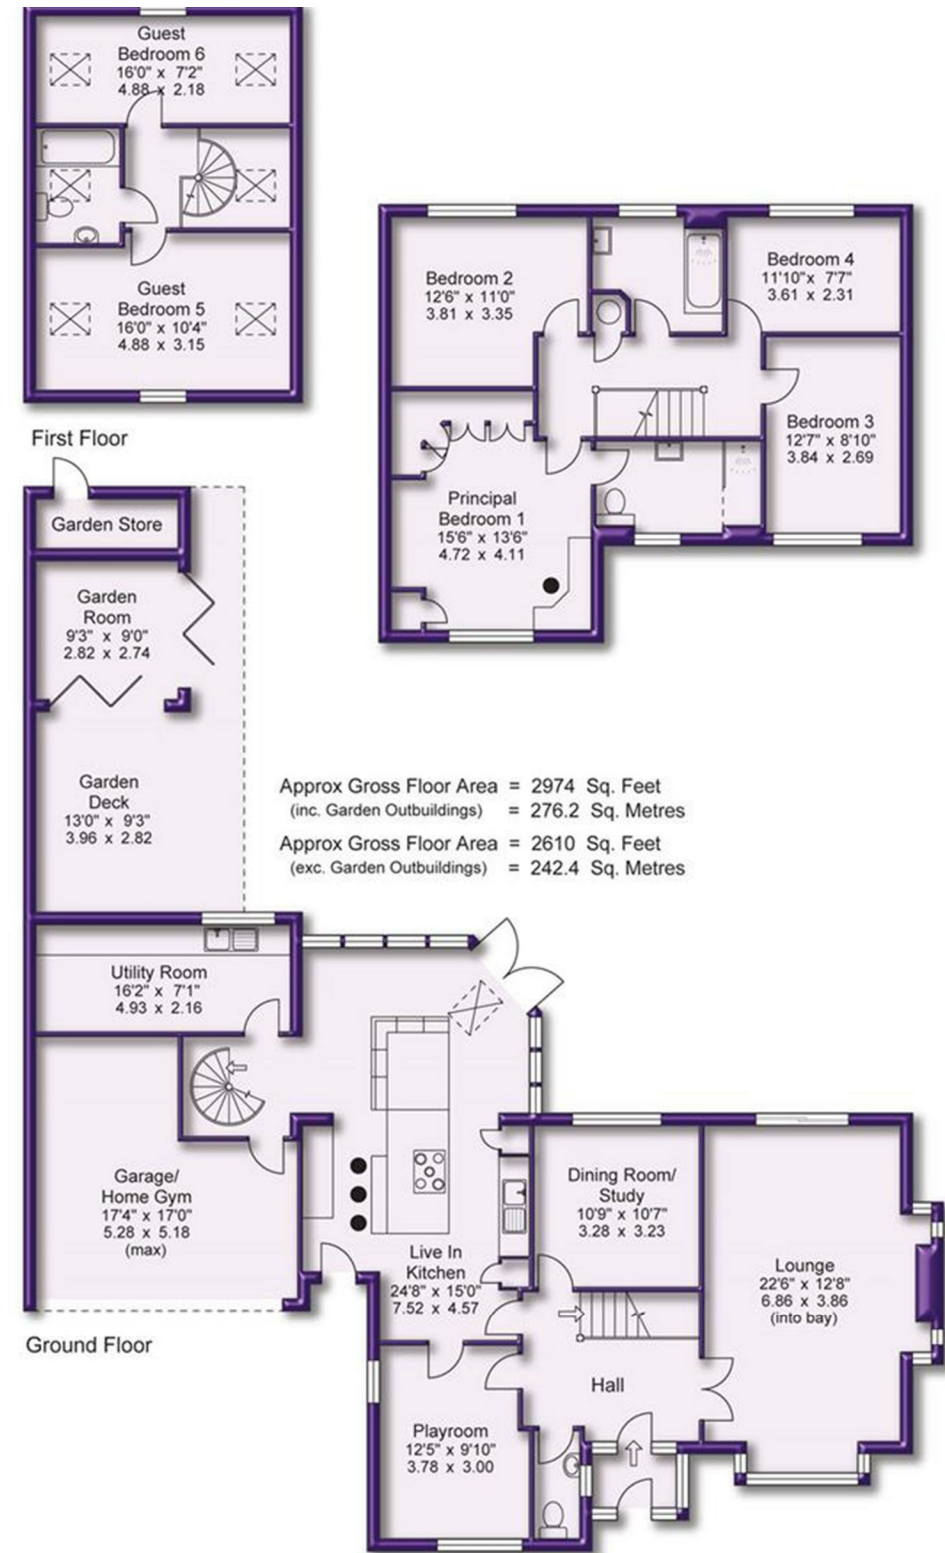 Guest
Bedroom 6
16'0" x 7'2"
4.88 x 2.18
Guest
Bedroom 5
16'0" x 10'4"
4.88 x 3.15
First Floor
Bedroom 2
12'6" x 11'0"
3.81 x 3.35
Bedroom 4
11'10" x 7'7"
3.61 x 2.31
Bedroom 3
12'7" x 8'10"
3.84 x 2.69
Principal
Bedroom 1
15'6" x 13'6"
4.72 x 4.11
Garden Store
Garden
Room
9'3" x 9'0"
2.82 x 2.74
Garden
Deck
13'0" x 9'3"
3.96 x 2.82
Approx Gross Floor Area = 2974 Sq. Feet
(inc. Garden Outbuildings) = 276.2 Sq. Metres
Approx Gross Floor Area = 2610 Sq. Feet
(exc. Garden Outbuildings) = 242.4 Sq. Metres
Utility Room
16'2" x 7'1"
4.93 x 2.16
Garage/
Home Gym
17'4" x 17'0"
5.28 x 5.18
(max)
Live In
Kitchen
24'8" x 15'0"
7.52 x 4.57
Dining Room/
Study
10'9" x 10'7"
3.28 x 3.23
Lounge
22'6" x 12'8"
6.86 x 3.86
(into bay)
Ground Floor
Hall
Playroom
12'5" x 9'10"
3.78 x 3.00